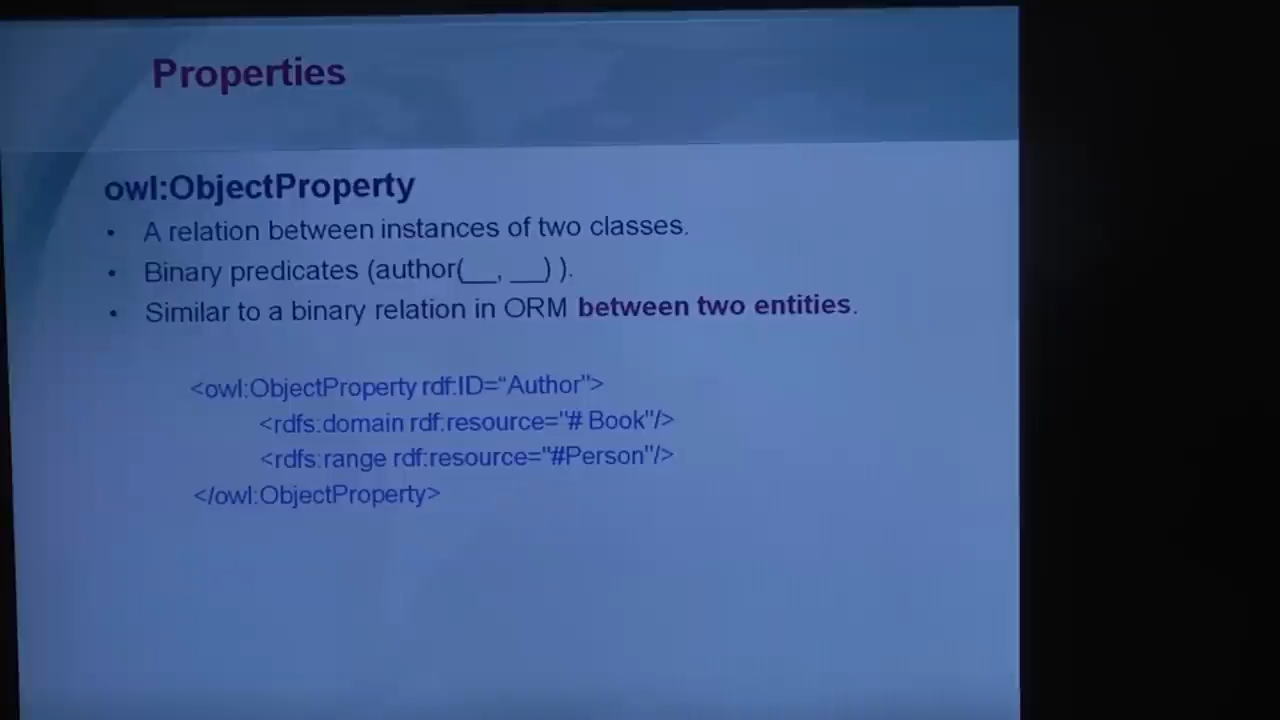 Properties
owl:ObjectProperty
• A relation between instances of two classes.
• Binary predicates (author(__, __) ).
• Similar to a binary relation in ORM between two entities.
<owl:ObjectProperty rdf:ID=“Author”>
<rdfs:domain rdf:resource="# Book"/>
<rdfs:range rdf:resource="#Person"/>
</owl:ObjectProperty>